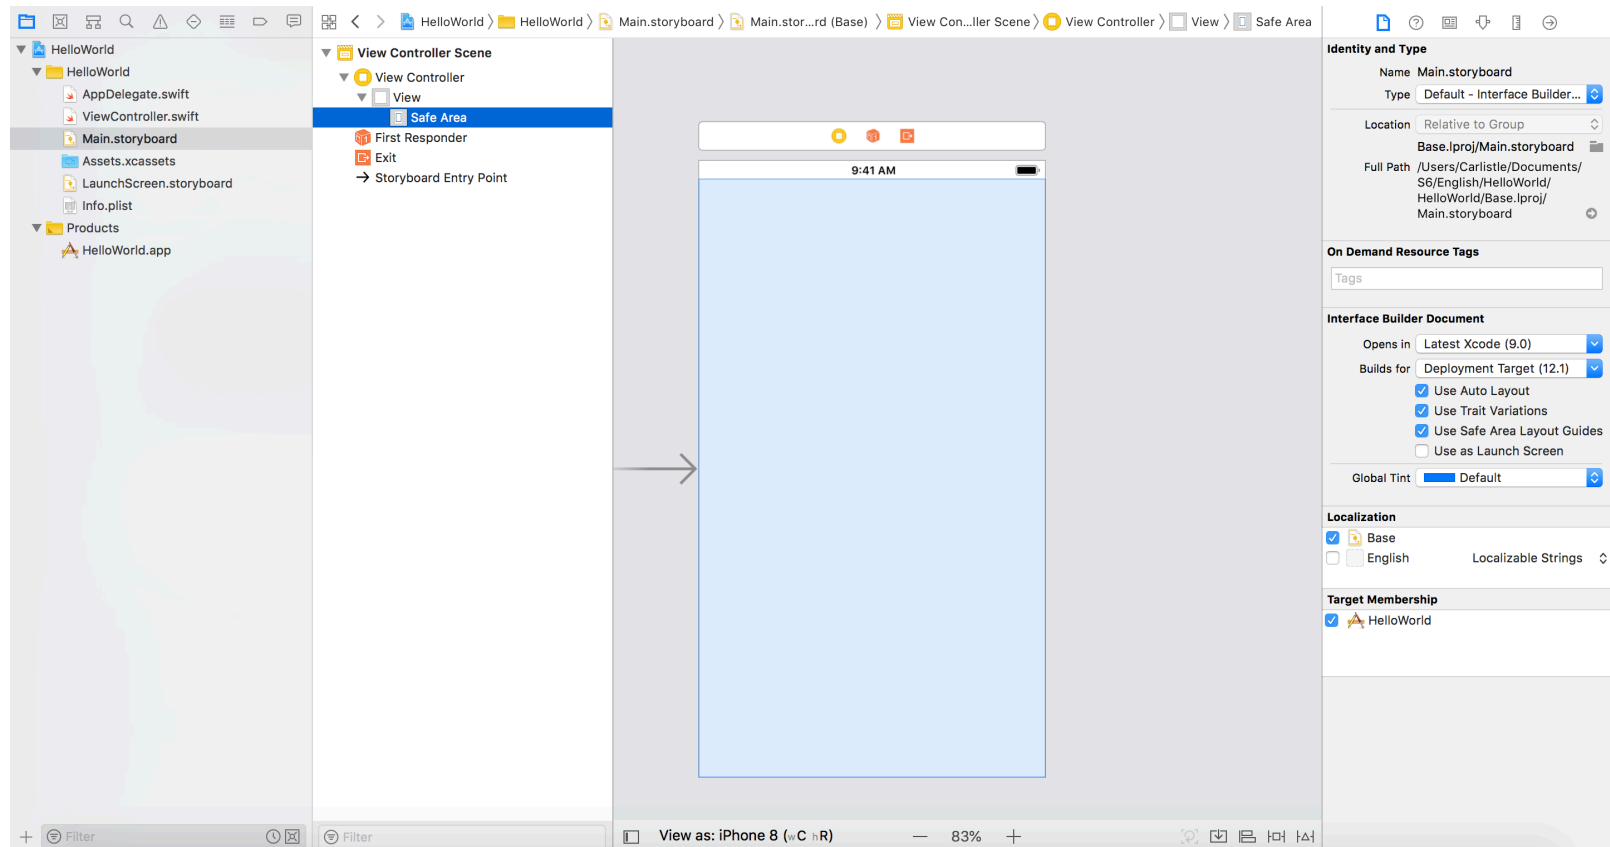 HelloWorld
HelloWorld
AppDelegate.swift
ViewController.swift
Main.storyboard
Assets.xcassets
LaunchScreen.storyboard
Info.plist
Products
HelloWorld.app
Filter
HelloWorld HelloWorld Main.storyboard Main.stor...rd (Base) View Con...ller Scene View Controller View Safe Area
View Controller Scene
View Controller
View
Safe Area
First Responder
Exit
Storyboard Entry Point
Filter
9:41 AM
View as: iPhone 8 (wC hR)
83%
Identity and Type
Name Main.storyboard
Type Default - Interface Builder...
Location Relative to Group
Base.lproj/Main.storyboard
Full Path /Users/Carlistle/Documents/
S6/English/HelloWorld/
HelloWorld/Base.lproj/
Main.storyboard
On Demand Resource Tags
Tags
Interface Builder Document
Opens in Latest Xcode (9.0)
Builds for Deployment Target (12.1)
Use Auto Layout
Use Trait Variations
Use Safe Area Layout Guides
Use as Launch Screen
Global Tint Default
Localization
Base
English Localizable Strings
Target Membership
HelloWorld